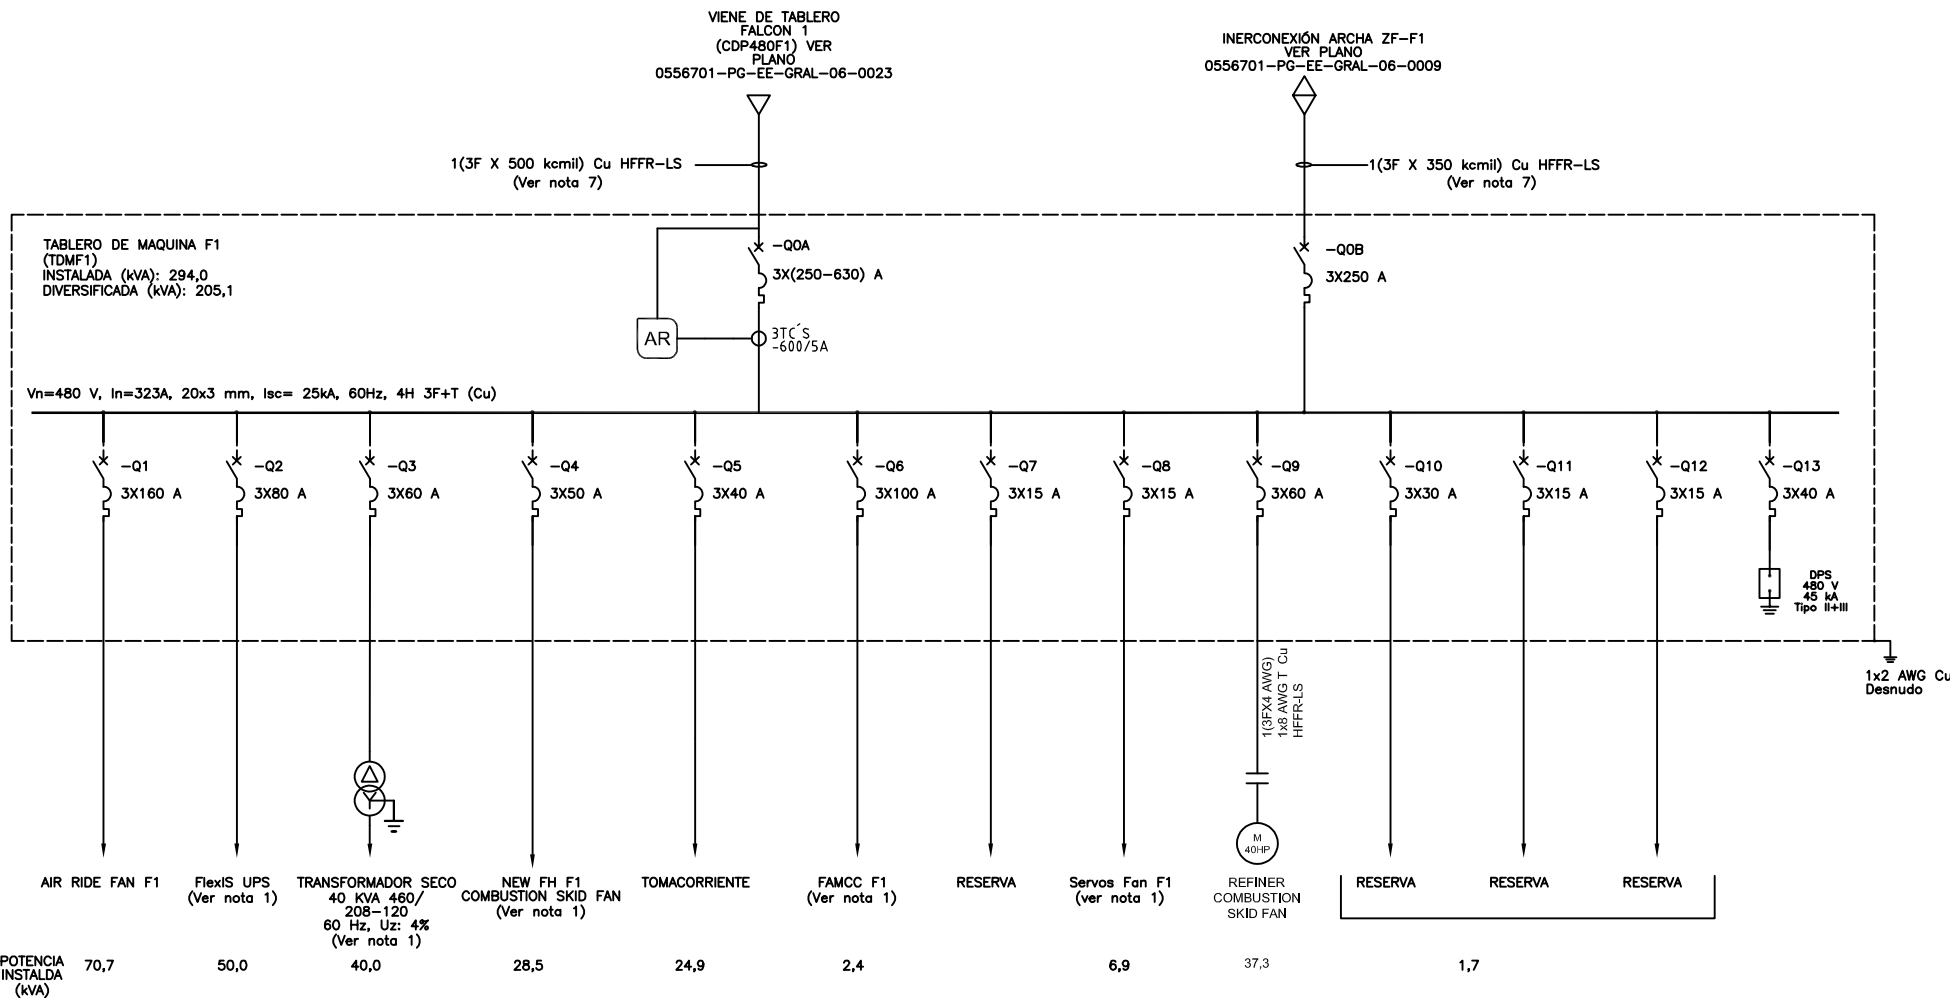 VIENE DE TABLERO
FALCON 1
(CDP480F1) VER
PLANO
0556701-PG-EE-GRAL-06-0023
INERCONEXIÓN ARCHA ZF-F1
VER PLANO
0556701-PG-EE-GRAL-06-0009
1(3F X 500 kcmil) Cu HFFR-LS
(Ver nota 7)
1(3F X 350 kcmil) Cu HFFR-LS
(Ver nota 7)
TABLERO DE MAQUINA F1
(TDMF1)
INSTALADA (kVA): 294,0
DIVERSIFICADA (kVA): 205,1
-Q0A
3X(250-630) A
-Q0B
3X250 A
AR
3TC´S
-600/5A
Vn=480 V, In=323A, 20x3 mm, Isc= 25kA, 60Hz, 4H 3F+T (Cu)
-Q1
3X160 A
-Q2
3X80 A
-Q3
3X60 A
-Q4
3X50 A
-Q5
3X40 A
-Q6
3X100 A
-Q7
3X15 A
-Q8
3X15 A
-Q9
3X60 A
-Q10
3X30 A
-Q11
3X15 A
-Q12
3X15 A
-Q13
3X40 A
DPS
480 V
45 kA
Tipo II+III
1x2 AWG Cu
Desnudo
1(3FX4 AWG)
1x8 AWG T Cu
HFFR-LS
M
40HP
AIR RIDE FAN F1
FlexIS UPS
(Ver nota 1)
TRANSFORMADOR SECO
40 KVA 460/
208-120
60 Hz, Uz: 4%
(Ver nota 1)
NEW FH F1
COMBUSTION SKID FAN
(Ver nota 1)
TOMACORRIENTE
FAMCC F1
(Ver nota 1)
RESERVA
Servos Fan F1
(ver nota 1)
REFINER
COMBUSTION
SKID FAN
RESERVA
RESERVA
RESERVA
POTENCIA
INSTALDA
(kVA)
70,7
50,0
40,0
28,5
24,9
2,4
6,9
37,3
1,7